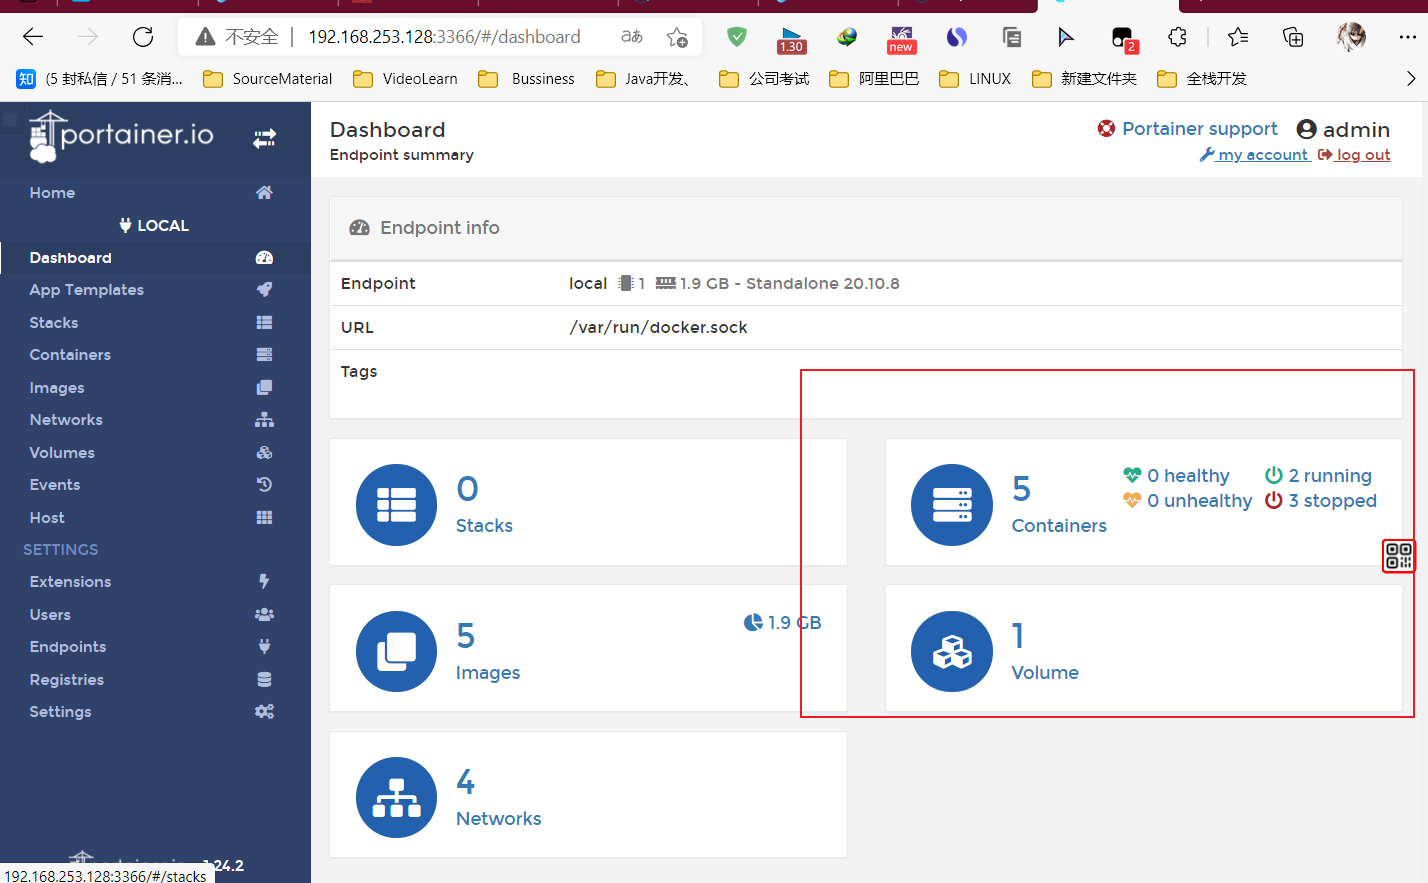 不安全 192.168.253.128:3366/#/dashboard aあ
1.30
new
2
知 (5 封私信 / 51 条消... SourceMaterial VideoLearn Bussiness Java开发、 公司考试 阿里巴巴 LINUX 新建文件夹 全栈开发
portainer.io
Home
LOCAL
Dashboard
App Templates
Stacks
Containers
Images
Networks
Volumes
Events
Host
SETTINGS
Extensions
Users
Endpoints
Registries
Settings
portainer.io 1.24.2
192.168.253.128:3366/#/stacks
Dashboard
Endpoint summary
Portainer support admin
my account log out
Endpoint info
Endpoint local 1 1.9 GB - Standalone 20.10.8
URL /var/run/docker.sock
Tags
0
Stacks
5
Containers
0 healthy 2 running
0 unhealthy 3 stopped
5
Images
1.9 GB
1
Volume
4
Networks